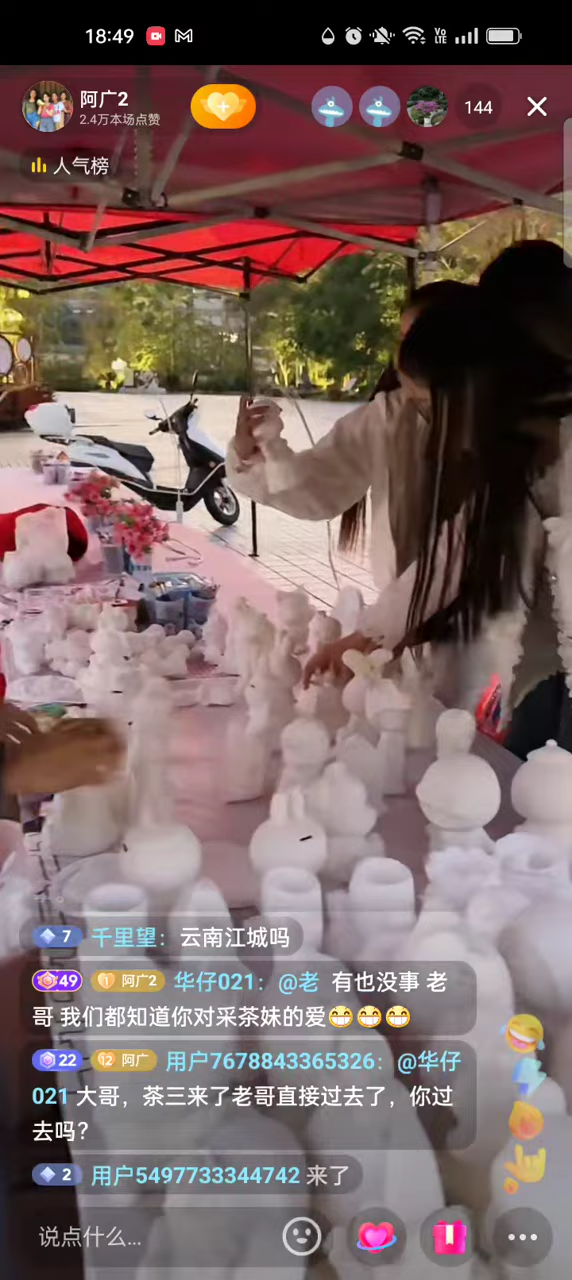 18:49
VO
LTE
阿广2
2.4万本场点赞
144
人气榜
7 千里望：云南江城吗
49 1 阿广2 华仔021：@老 有也没事 老
哥 我们都知道你对采茶妹的爱😁😁😁
22 12 阿广 用户7678843365326：@华仔
021 大哥，茶三来了老哥直接过去了，你过
去吗？
2 用户5497733344742 来了
说点什么...